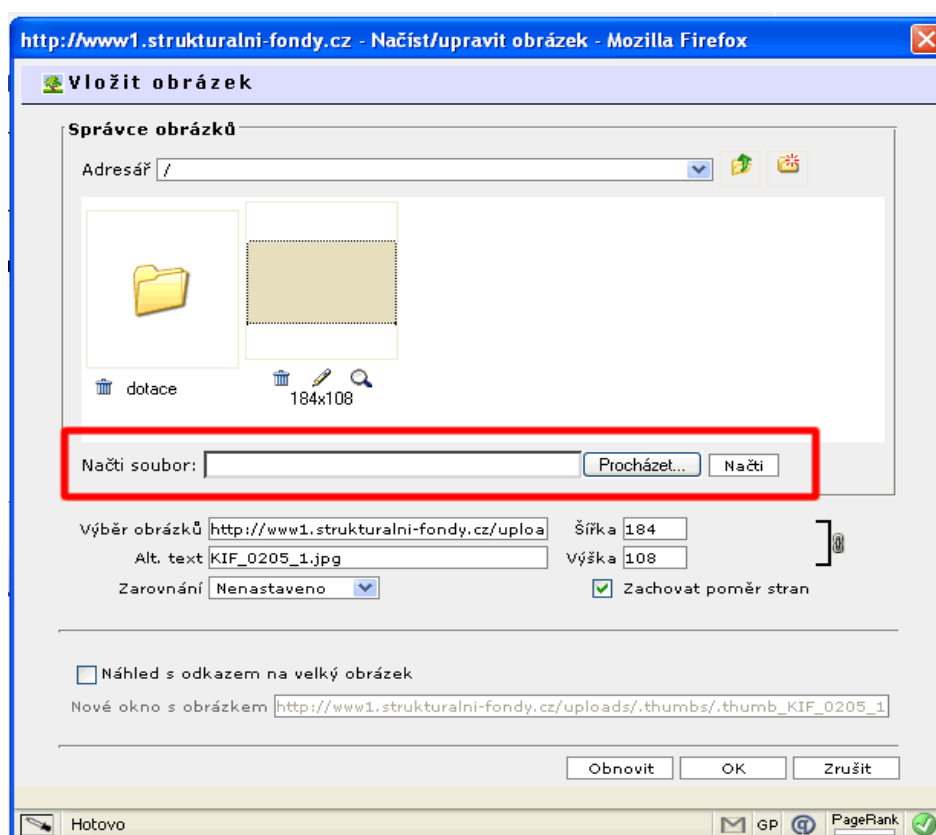 http://www1.strukturalni-fondy.cz - Načíst/upravit obrázek - Mozilla Firefox
Vložit obrázek
Správce obrázků
Adresář /
dotace
184x108
Načti soubor: Procházet... Načti
Výběr obrázků http://www1.strukturalni-fondy.cz/uploa Šířka 184
Alt. text KIF_0205_1.jpg Výška 108
Zarovnání Nenastaveno Zachovat poměr stran
Náhled s odkazem na velký obrázek
Nové okno s obrázkem http://www1.strukturalni-fondy.cz/uploads/.thumbs/.thumb_KIF_0205_1
Obnovit OK Zrušit
Hotovo GP PageRank